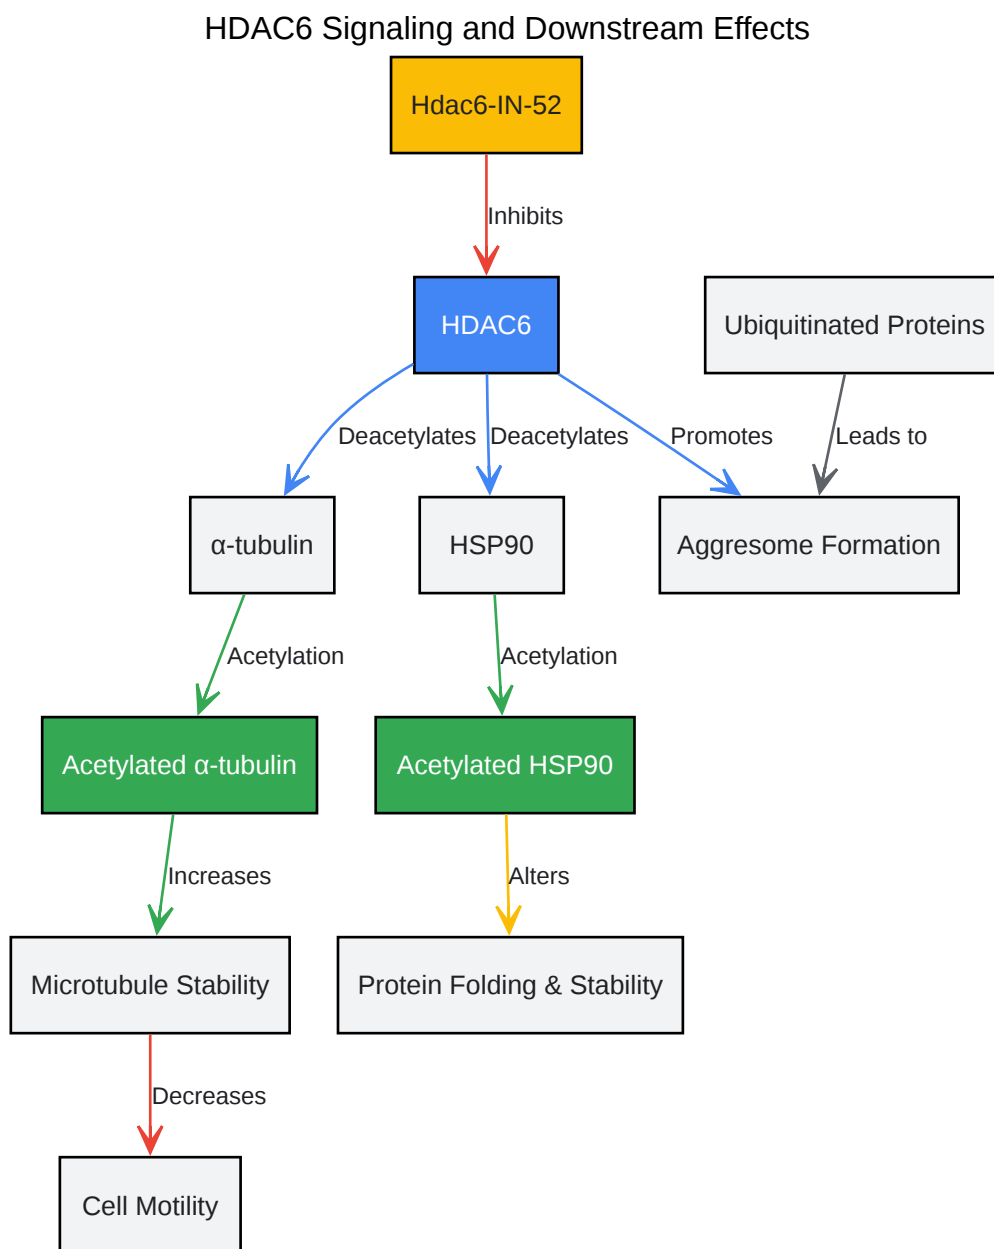 HDAC6 Signaling and Downstream Effects
Hdac6-IN-52
Inhibits
HDAC6
Ubiquitinated Proteins
Deacetylates
Deacetylates
Promotes
Leads to
α-tubulin
HSP90
Aggresome Formation
Acetylation
Acetylation
Acetylated α-tubulin
Acetylated HSP90
Increases
Alters
Microtubule Stability
Protein Folding & Stability
Decreases
Cell Motility